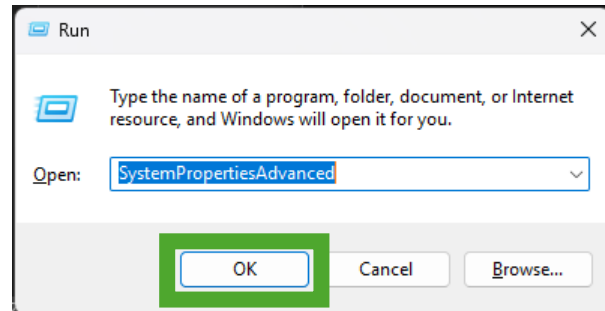 Run
Type the name of a program, folder, document, or Internet
resource, and Windows will open it for you.
Open:
SystemPropertiesAdvanced
OK
Cancel
Browse...